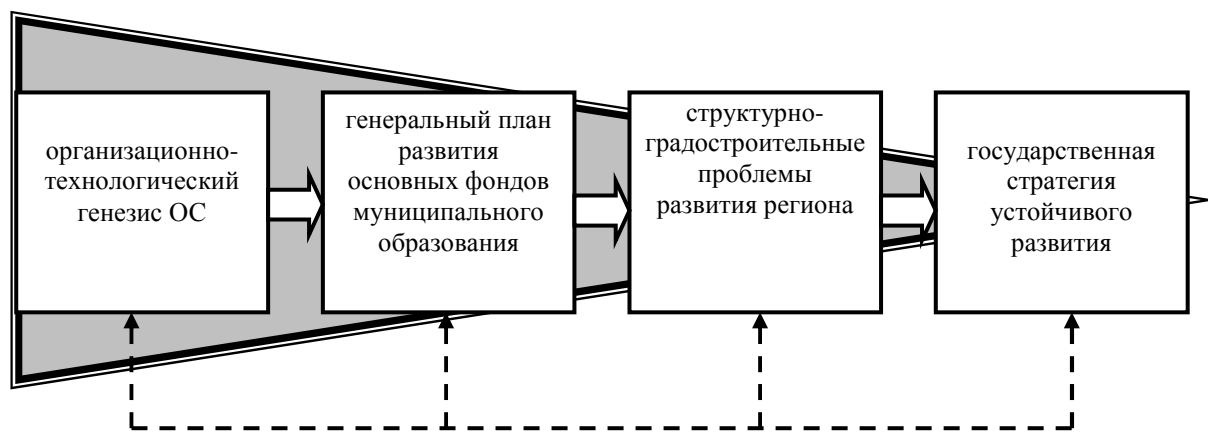 организационно-
технологический
генезис ОС
генеральный план
развития
основных фондов
муниципального
образования
структурно-
градостроительные
проблемы
развития региона
государственная
стратегия
устойчивого
развития